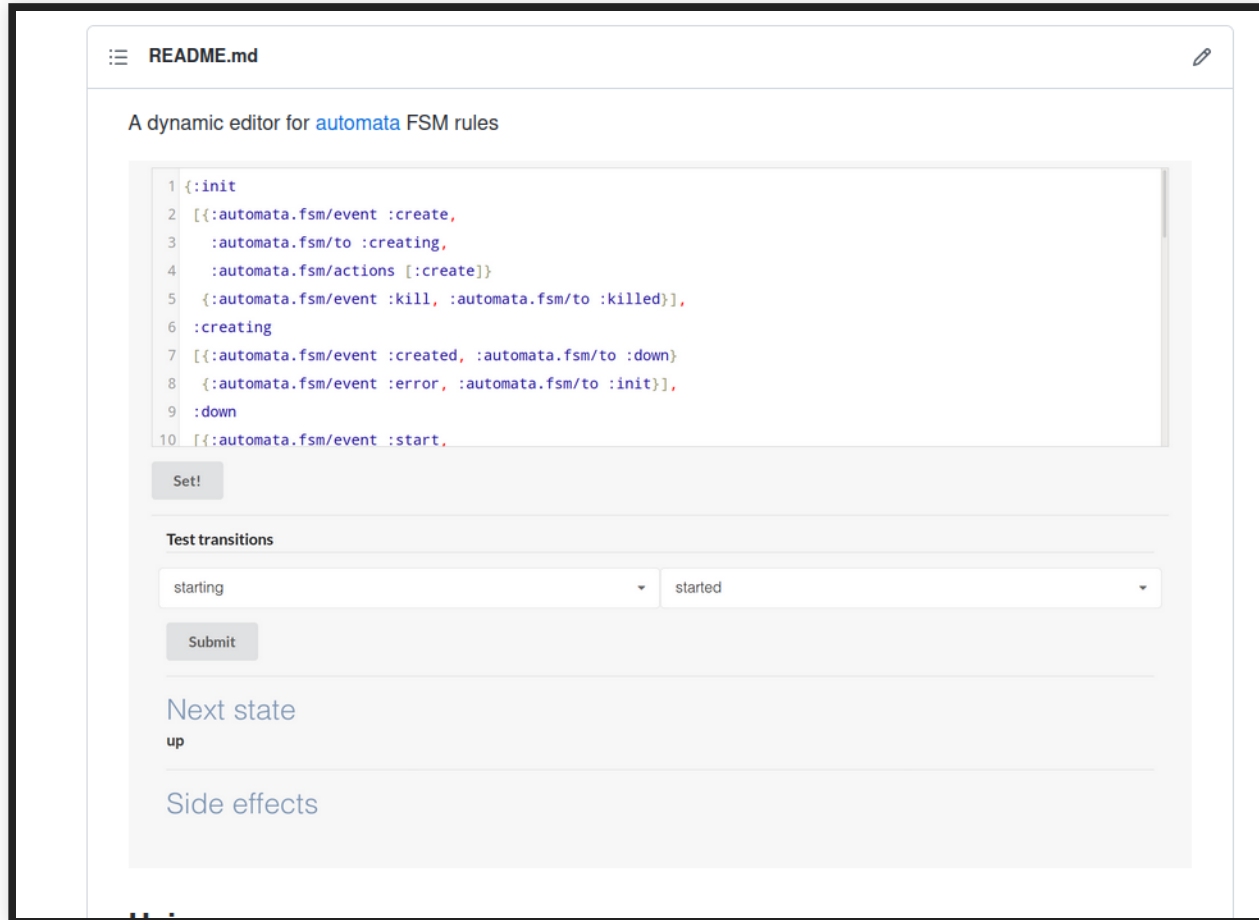 README.md
A dynamic editor for automata FSM rules
1 {:init
2 [{:automata.fsm/event :create,
3 :automata.fsm/to :creating,
4 :automata.fsm/actions [:create]}
5 {:automata.fsm/event :kill, :automata.fsm/to :killed}],
6 :creating
7 [{:automata.fsm/event :created, :automata.fsm/to :down}
8 {:automata.fsm/event :error, :automata.fsm/to :init}],
9 :down
10 [{:automata.fsm/event :start,
Set!
Test transitions
starting started
Submit
Next state
up
Side effects